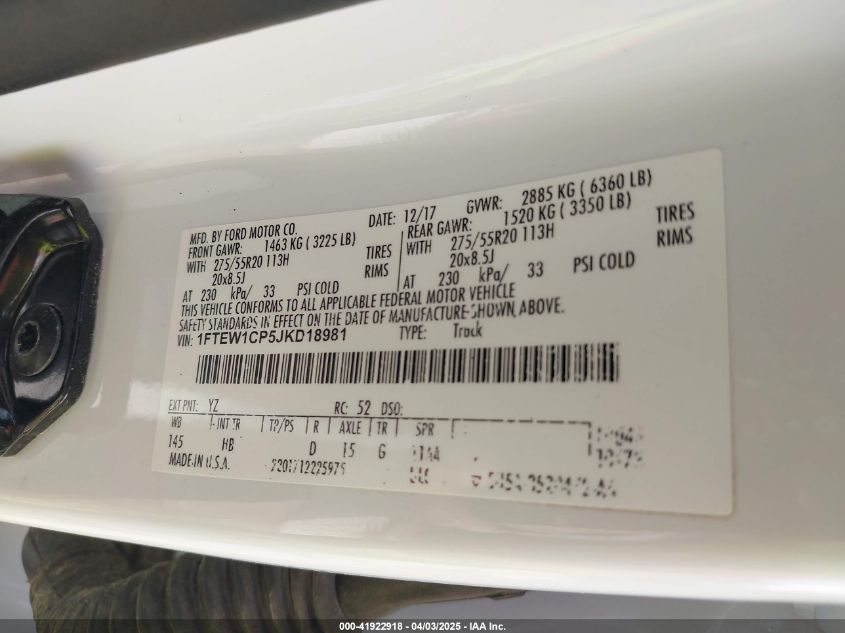 MFD. BY FORD MOTOR CO. DATE: 12/17 GVWR: 2885 KG ( 6360 LB)
FRONT GAWR: 1463 KG ( 3225 LB) REAR GAWR: 1520 KG ( 3350 LB)
WITH 275/55R20 113H TIRES WITH 275/55R20 113H TIRES
20x8.5J RIMS 20x8.5J RIMS
AT 230 kPa/ 33 PSI COLD AT 230 kPa/ 33 PSI COLD
THIS VEHICLE CONFORMS TO ALL APPLICABLE FEDERAL MOTOR VEHICLE
SAFETY STANDARDS IN EFFECT ON THE DATE OF MANUFACTURE SHOWN ABOVE.
VIN: 1FTEW1CP5JKD18981 TYPE: Truck
EXT PNT: YZ RC: 52 DSO:
WB INT TR TP/PS R AXLE TR SPR
145 HB D 15 G
MADE IN U.S.A.
000-41922918 - 04/03/2025 - IAA Inc.